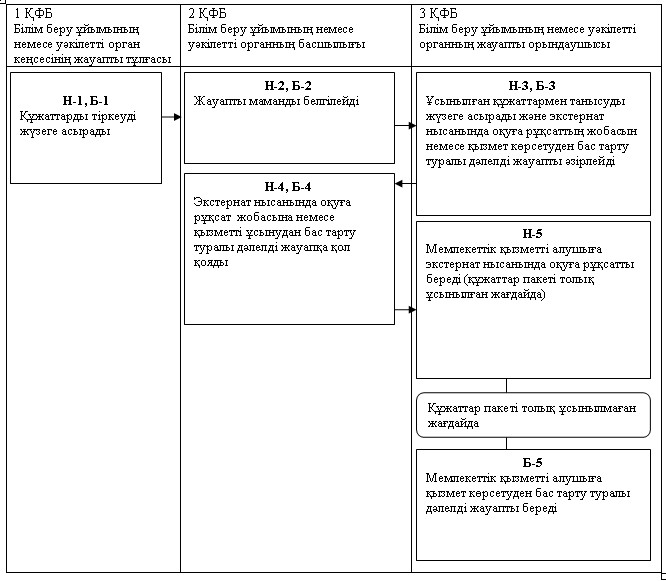 1 ҚФБ
Білім беру ұйымының
немесе уәкілетті орган
кеңсесінің жауапты тұлғасы
2 ҚФБ
Білім беру ұйымының немесе
уәкілетті органның басшылығы
3 ҚФБ
Білім беру ұйымының немесе уәкілетті
органның жауапты орындаушысы
Н-1, Б-1
Құжаттарды тіркеуді
жүзеге асырады
Н-2, Б-2
Жауапты маманды белгілейді
Н-3, Б-3
Ұсынылған құжаттармен танысуды
жүзеге асырады және экстернат
нысанында оқуға рұқсаттың жобасын
немесе қызмет көрсетуден бас тарту
туралы дәлелді жауапты әзірлейді
Н-4, Б-4
Экстернат нысанында оқуға
рұқсат жобасына немесе
қызметті ұсынудан бас тарту
туралы дәлелді жауапқа қол
қояды
Н-5
Мемлекеттік қызметті алушыға
экстернат нысанында оқуға рұқсатты
береді (құжаттар пакеті толық
ұсынылған жағдайда)
Құжаттар пакеті толық ұсынылмаған
жағдайда
Б-5
Мемлекеттік қызметті алушыға
қызмет көрсетуден бас тарту туралы
дәлелді жауапты береді